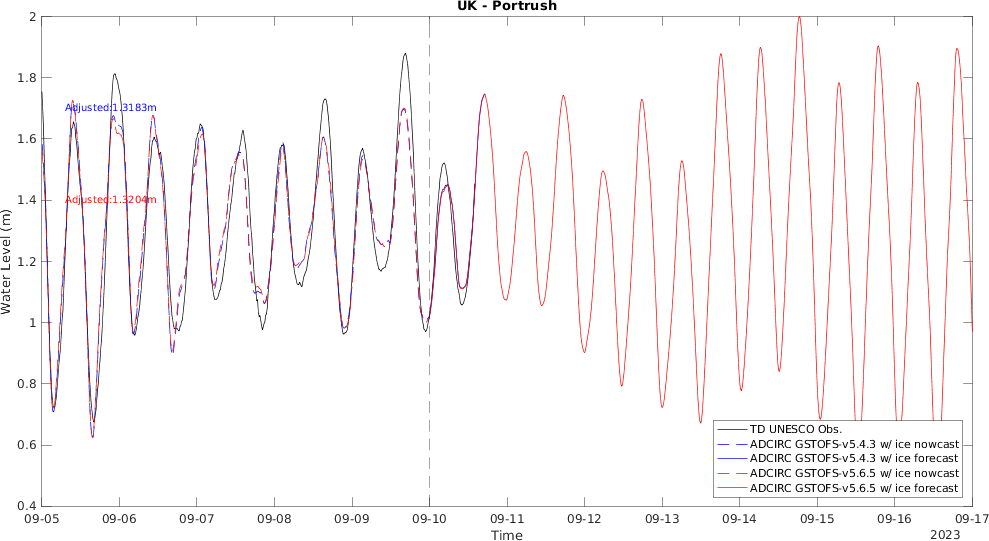 UK - Portrush
2
1.8
1.6
1.4
1.2
1
0.8
0.6
0.4
Water Level (m)
Adjusted:1.3183m
Adjusted:1.3204m
TD UNESCO Obs.
ADCIRC GSTOFS-v5.4.3 w/ ice nowcast
ADCIRC GSTOFS-v5.4.3 w/ ice forecast
ADCIRC GSTOFS-v5.6.5 w/ ice nowcast
ADCIRC GSTOFS-v5.6.5 w/ ice forecast
09-05 09-06 09-07 09-08 09-09 09-10 09-11 09-12 09-13 09-14 09-15 09-16 09-17
Time
2023